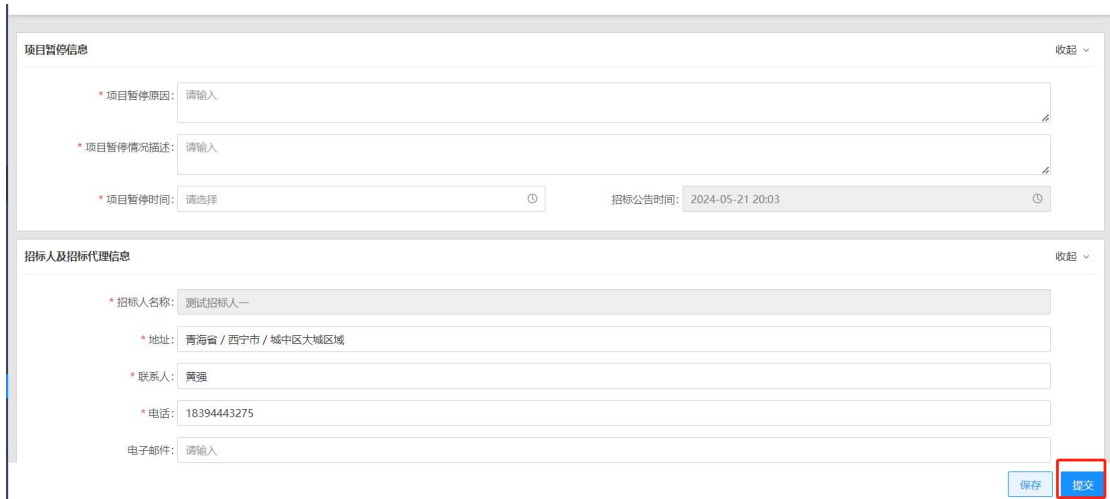 项目暂停信息 收起
* 项目暂停原因: 请输入
* 项目暂停情况描述: 请输入
* 项目暂停时间: 请选择 招标公告时间: 2024-05-21 20:03
招标人及招标代理信息 收起
* 招标人名称: 测试招标人一
* 地址: 青海省 / 西宁市 / 城中区大城区域
* 联系人: 黄强
* 电话: 18394443275
电子邮件: 请输入
保存 提交